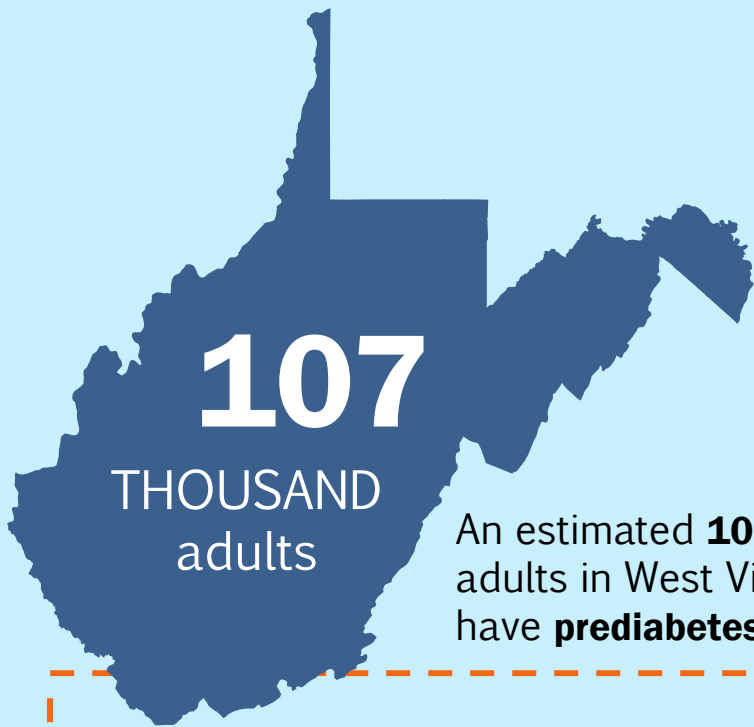 107
THOUSAND
adults
An estimated 10
adults in West Vi
have prediabetes